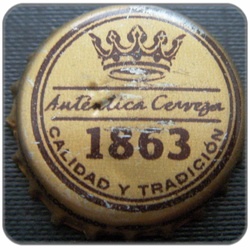 Auténtica Cerveza
1863
CALIDAD Y TRADICIÓN